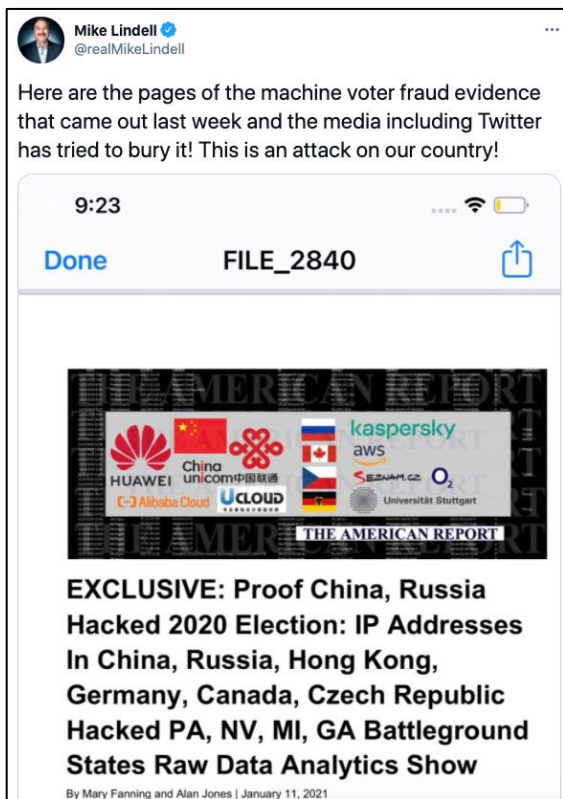 Mike Lindell
@realMikeLindell
Here are the pages of the machine voter fraud evidence
that came out last week and the media including Twitter
has tried to bury it! This is an attack on our country!
9:23
Done
FILE_2840
THE AMERICAN REPORT
HUAWEI
China
unicom中国联通
kaspersky
aws
SEZNAM.CZ
O₂
[-] Alibaba Cloud
UCLOUD
Universität Stuttgart
THE AMERICAN REPORT
EXCLUSIVE: Proof China, Russia
Hacked 2020 Election: IP Addresses
In China, Russia, Hong Kong,
Germany, Canada, Czech Republic
Hacked PA, NV, MI, GA Battleground
States Raw Data Analytics Show
By Mary Fanning and Alan Jones | January 11, 2021